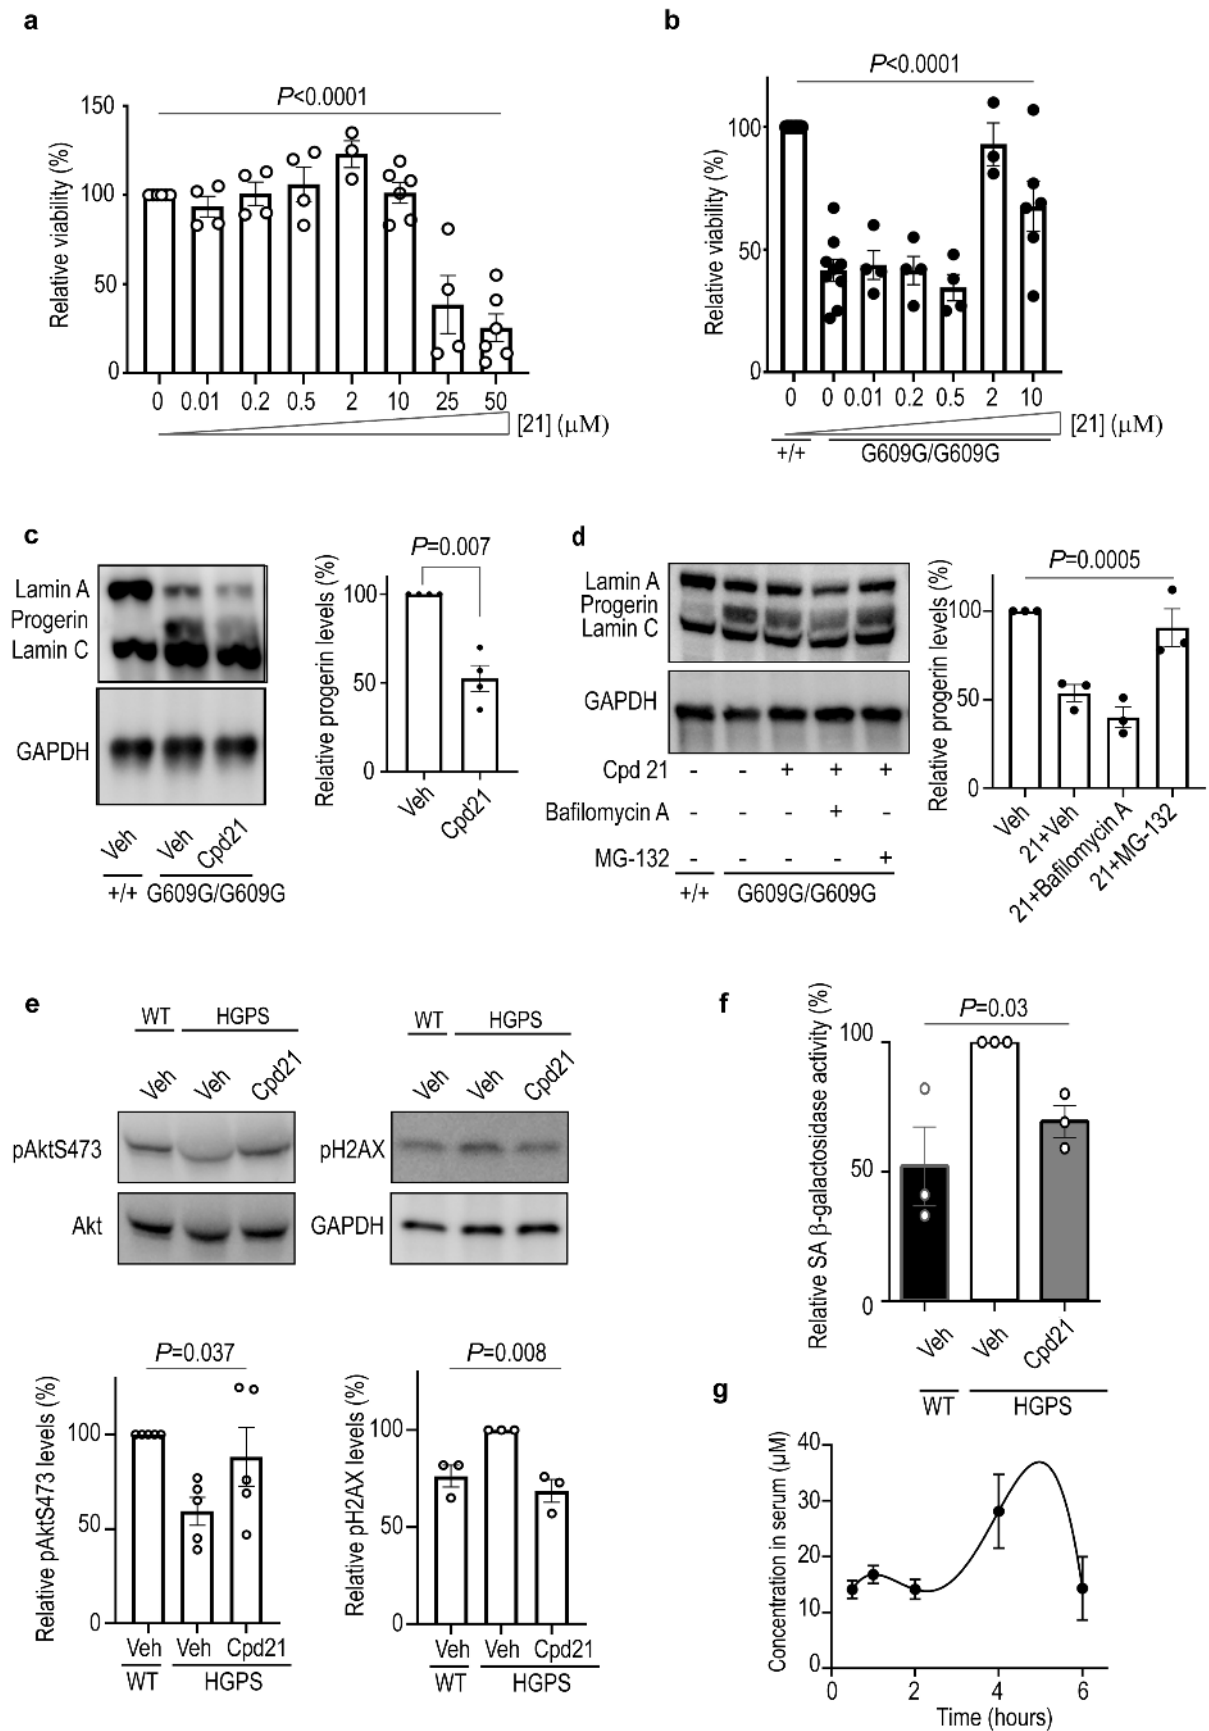 a
P<0.0001
Relative viability (%)
150
100
50
0
0 0.01 0.2 0.5 2 10 25 50
[21] (µM)
b
P<0.0001
Relative viability (%)
100
50
0
0 0 0.01 0.2 0.5 2 10
[21] (µM)
+/+ G609G/G609G
c
Lamin A
Progerin
Lamin C
GAPDH
Veh Veh Cpd21
+/+ G609G/G609G
P=0.007
Relative progerin levels (%)
100
50
0
Veh Cpd21
d
Lamin A
Progerin
Lamin C
GAPDH
Cpd 21 - - + + +
Bafilomycin A - - - + -
MG-132 - - - - +
+/+ G609G/G609G
P=0.0005
Relative progerin levels (%)
100
50
0
Veh 21+Veh 21+Bafilomycin A 21+MG-132
e
WT HGPS
Veh Veh Cpd21
pAktS473
Akt
WT HGPS
Veh Veh Cpd21
pH2AX
GAPDH
P=0.037
Relative pAktS473 levels (%)
100
50
0
Veh Veh Cpd21
WT HGPS
P=0.008
Relative pH2AX levels (%)
100
50
0
Veh Veh Cpd21
WT HGPS
f
P=0.03
Relative SA β-galactosidase activity (%)
100
50
0
Veh Veh Cpd21
WT HGPS
g
Concentration in serum (µM)
40
30
20
10
0
0 2 4 6
Time (hours)